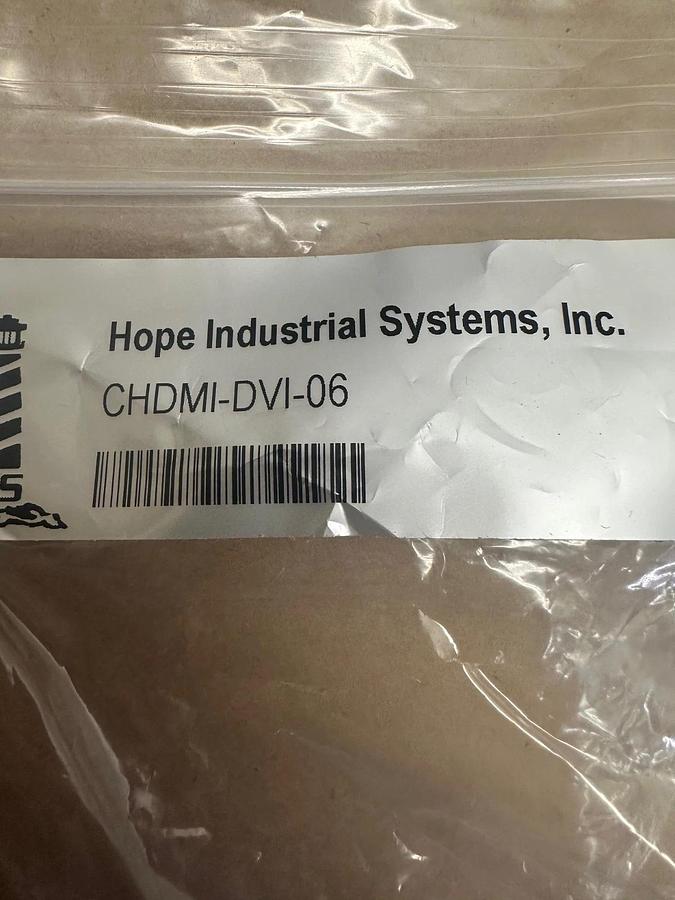 Hope Industrial Systems, Inc.
CHDMI-DVI-06
S